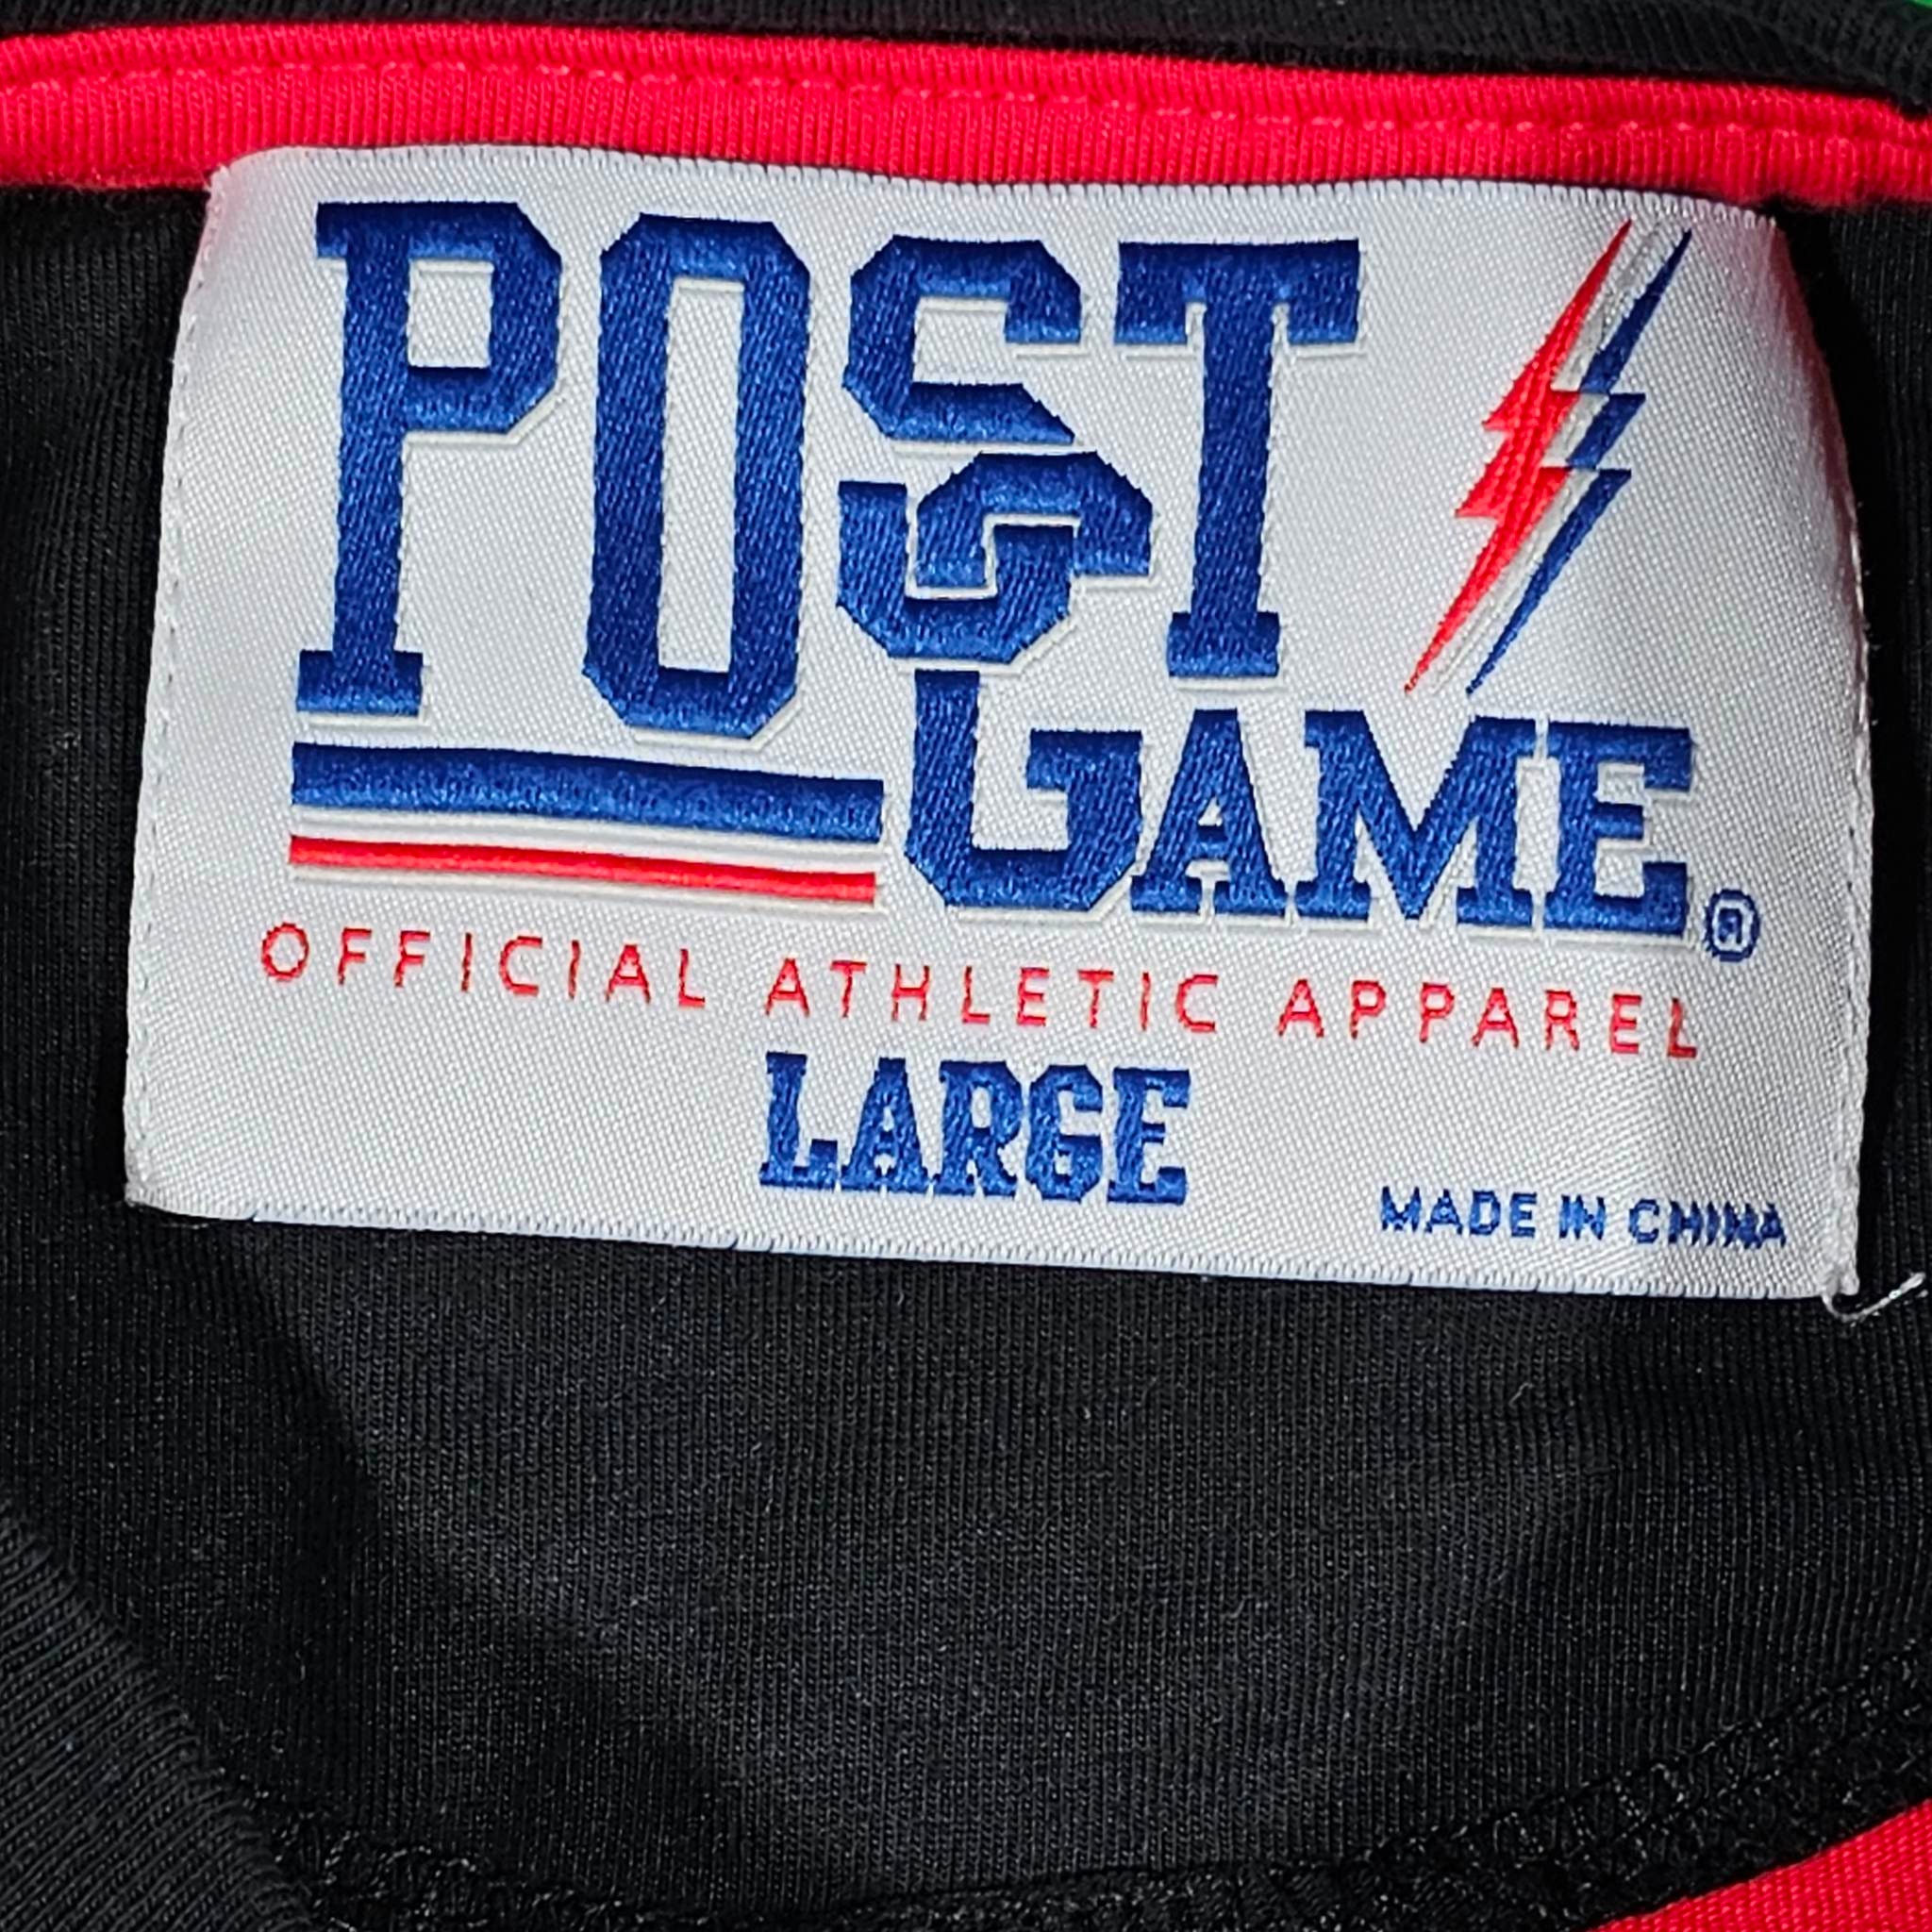 POST
GAME®
OFFICIAL ATHLETIC APPAREL
LARGE
MADE IN CHINA